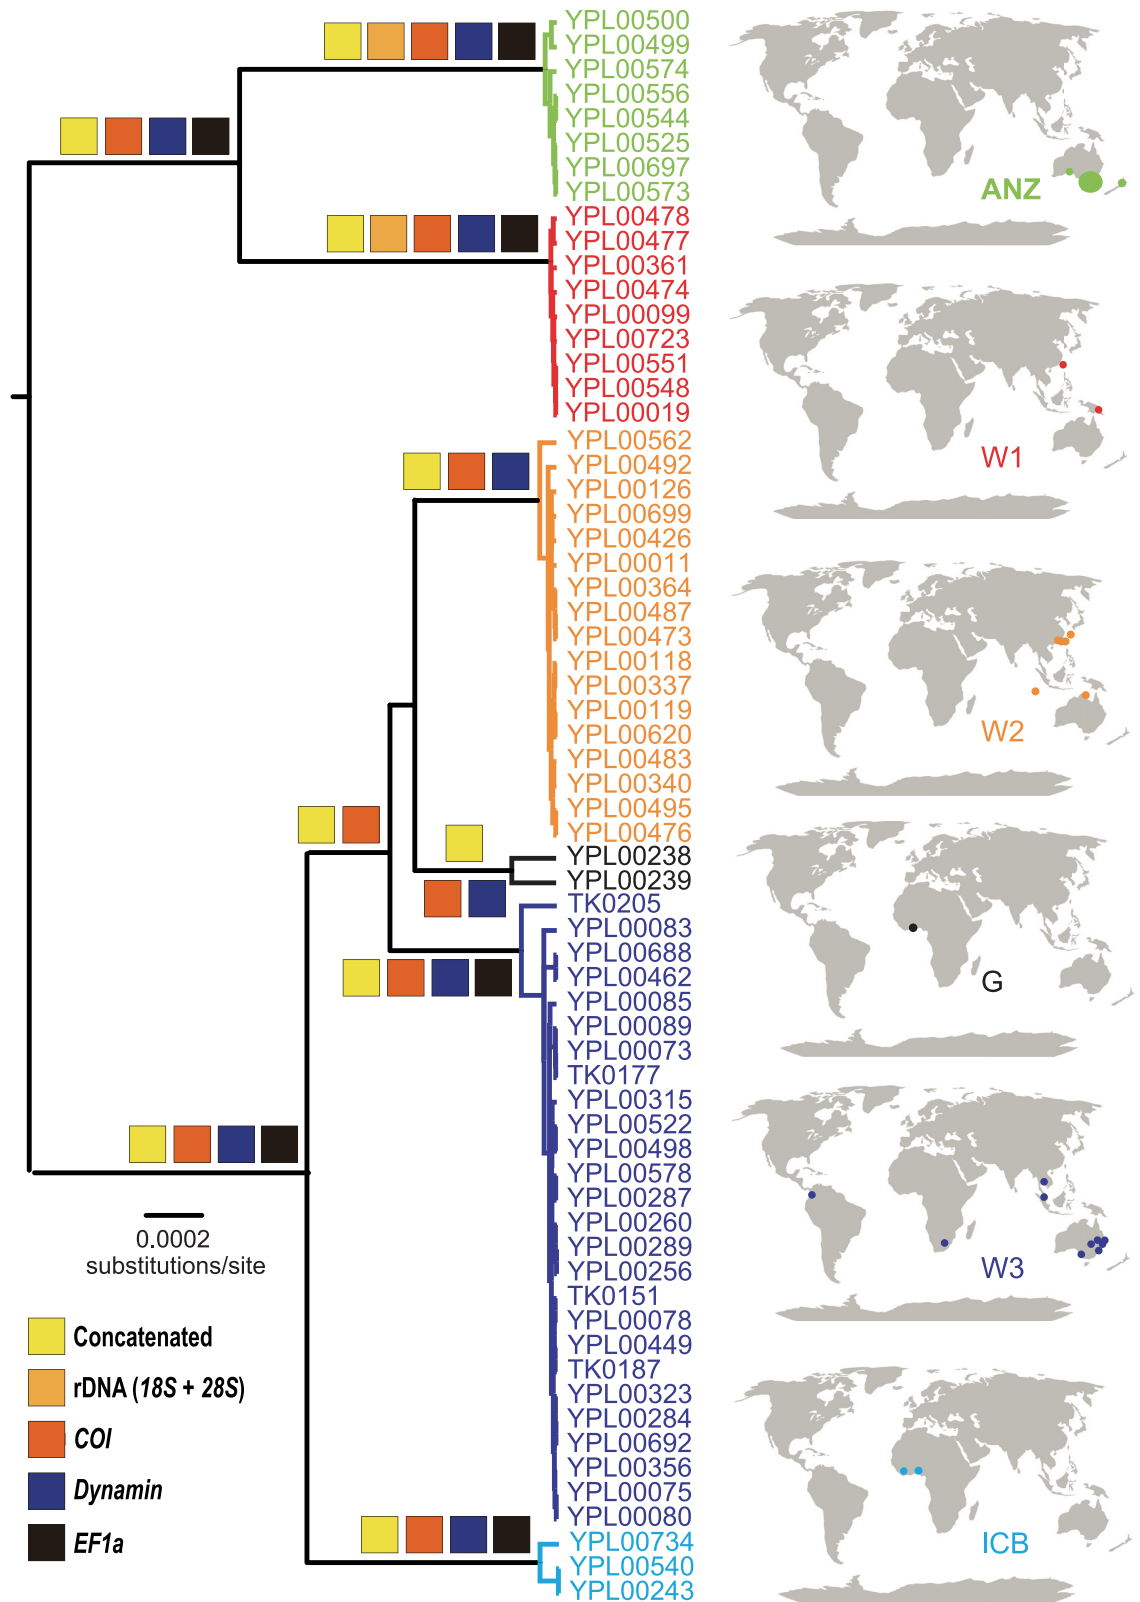 YPL00500
YPL00499
YPL00574
YPL00556
YPL00544
YPL00525
YPL00697
YPL00573
YPL00478
YPL00477
YPL00361
YPL00474
YPL00099
YPL00723
YPL00551
YPL00548
YPL00019
YPL00562
YPL00492
YPL00126
YPL00699
YPL00426
YPL00011
YPL00364
YPL00487
YPL00473
YPL00118
YPL00337
YPL00119
YPL00620
YPL00483
YPL00340
YPL00495
YPL00476
YPL00238
YPL00239
TK0205
YPL00083
YPL00688
YPL00462
YPL00085
YPL00089
YPL00073
TK0177
YPL00315
YPL00522
YPL00498
YPL00578
YPL00287
YPL00260
YPL00289
YPL00256
TK0151
YPL00078
YPL00449
TK0187
YPL00323
YPL00284
YPL00692
YPL00356
YPL00075
YPL00080
YPL00734
YPL00540
YPL00243
ANZ
W1
W2
G
W3
ICB
0.0002
substitutions/site
Concatenated
rDNA (18S + 28S)
COI
Dynamin
EF1a